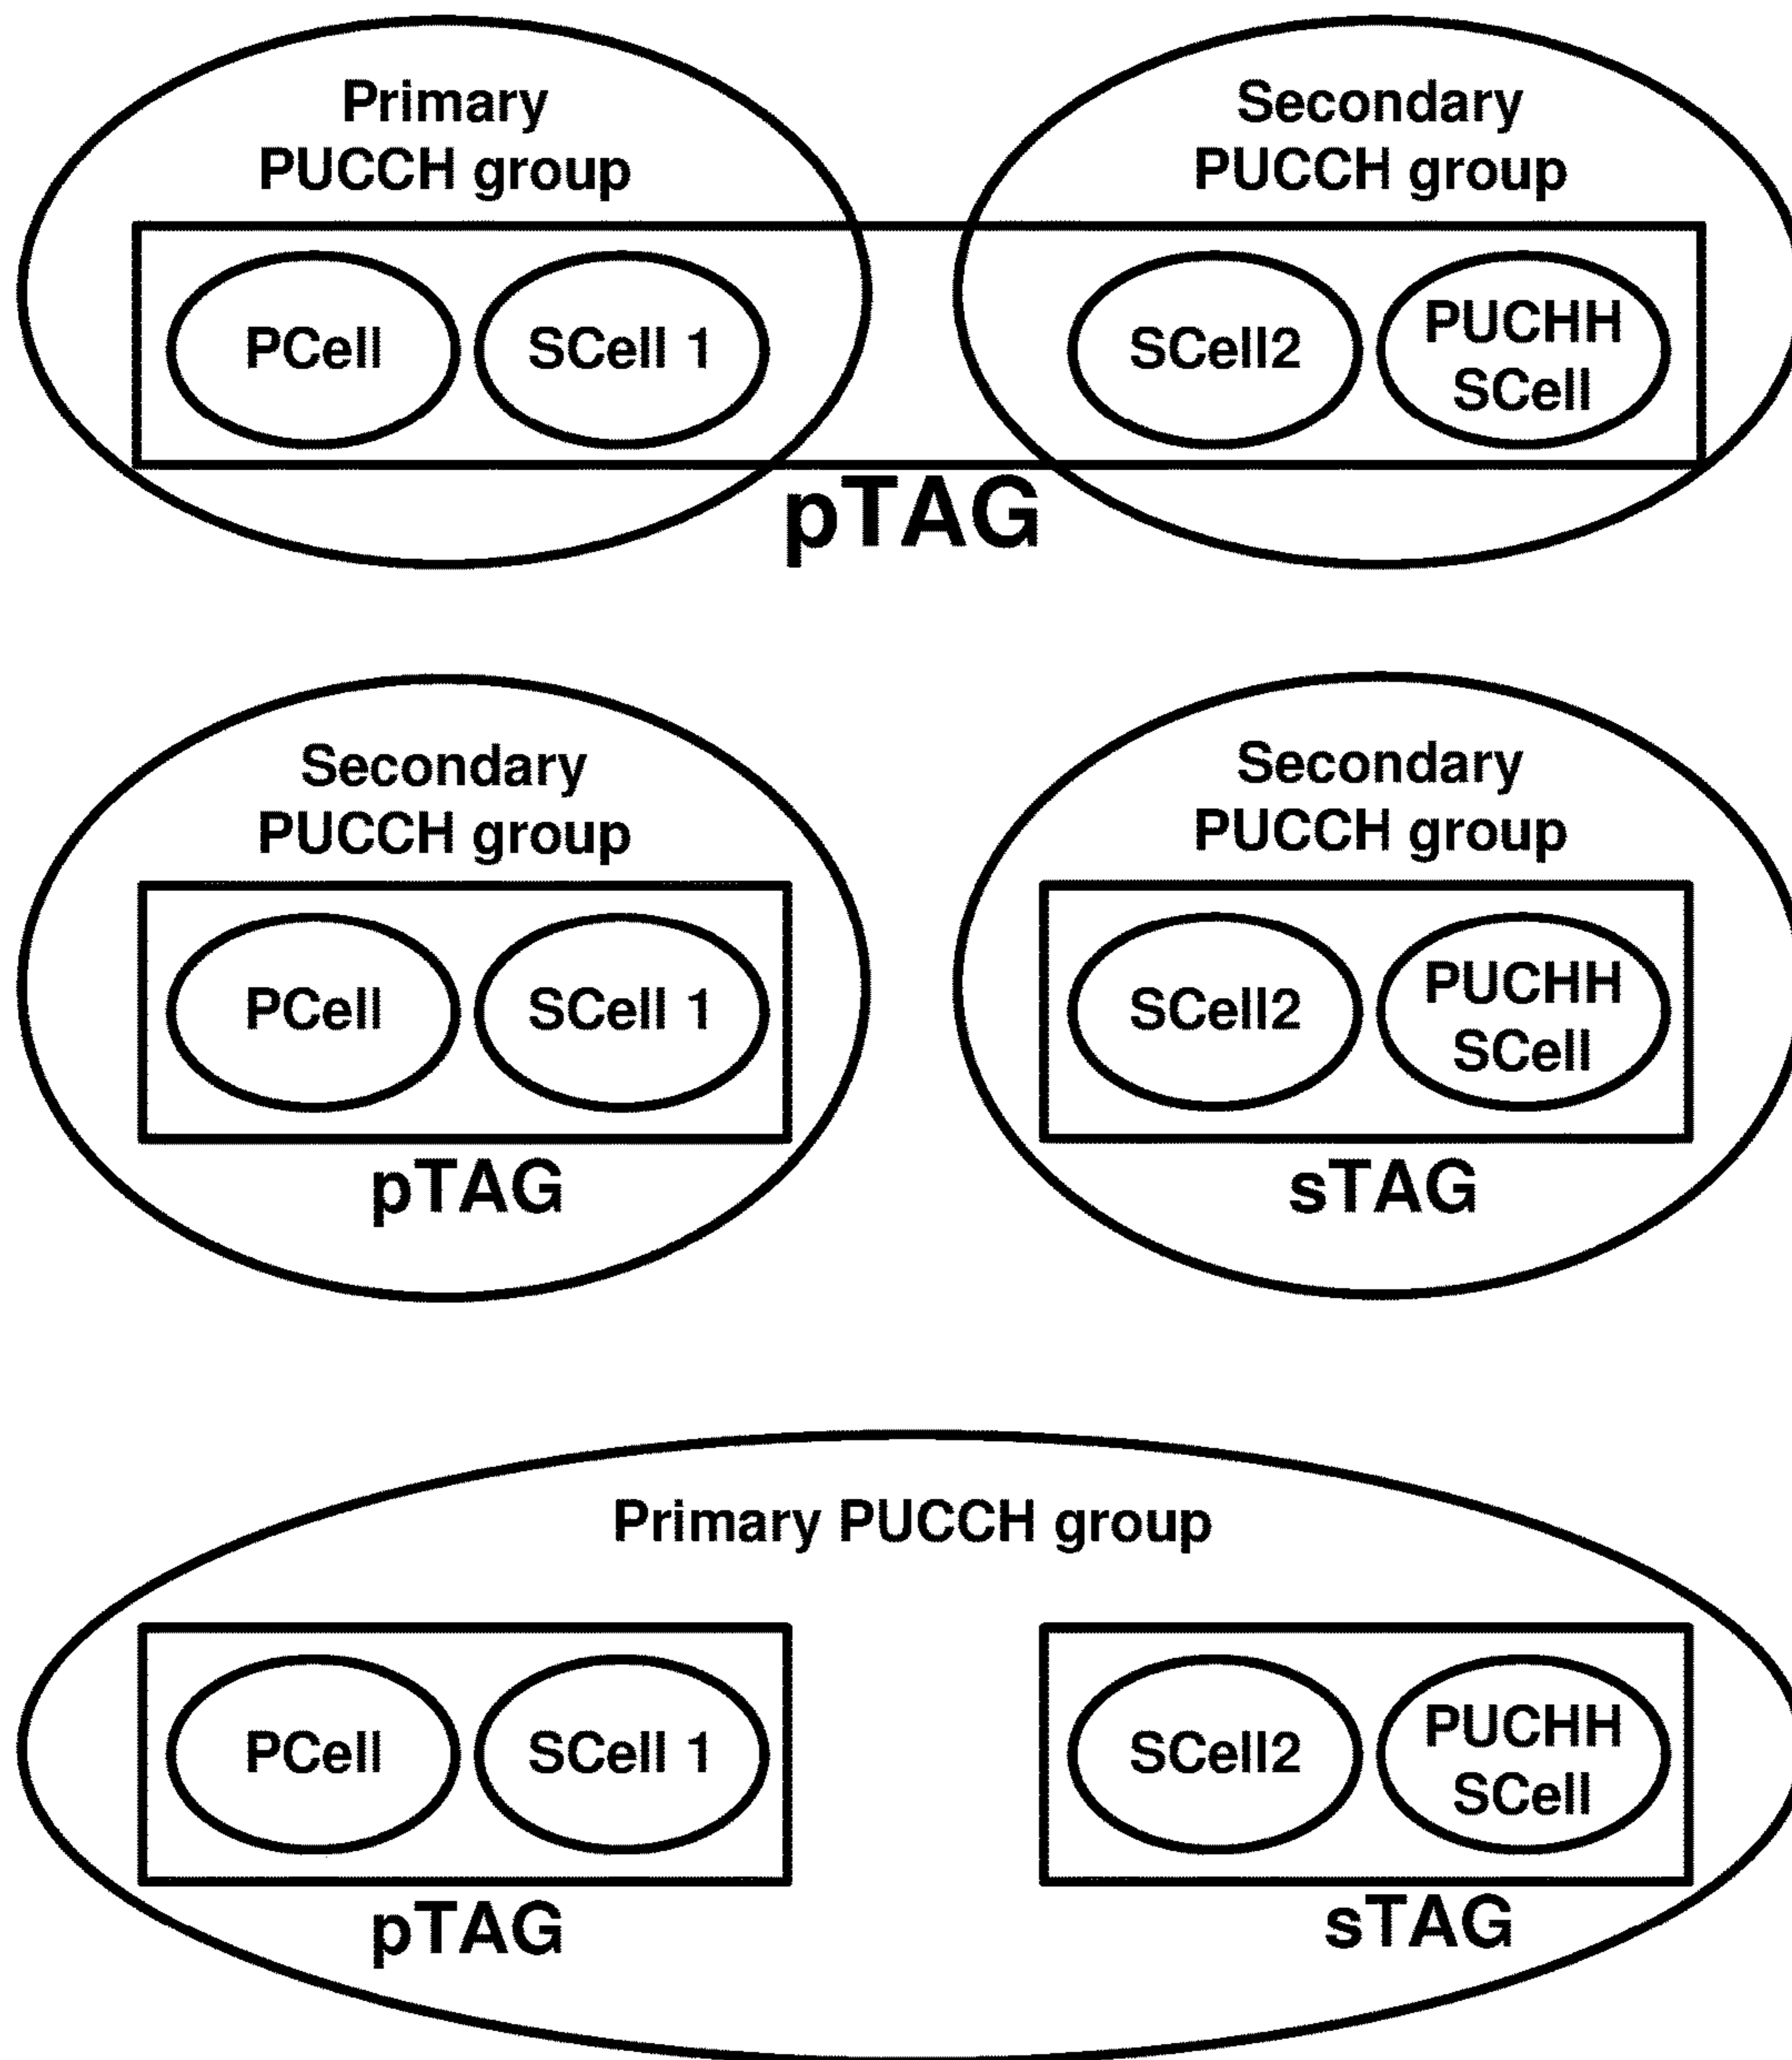 Primary
PUCCH group
Secondary
PUCCH group
PCell
SCell 1
SCell2
PUCHH
SCell
pTAG
Secondary
PUCCH group
Secondary
PUCCH group
PCell
SCell 1
SCell2
PUCHH
SCell
pTAG
sTAG
Primary PUCCH group
PCell
SCell 1
SCell2
PUCHH
SCell
pTAG
sTAG